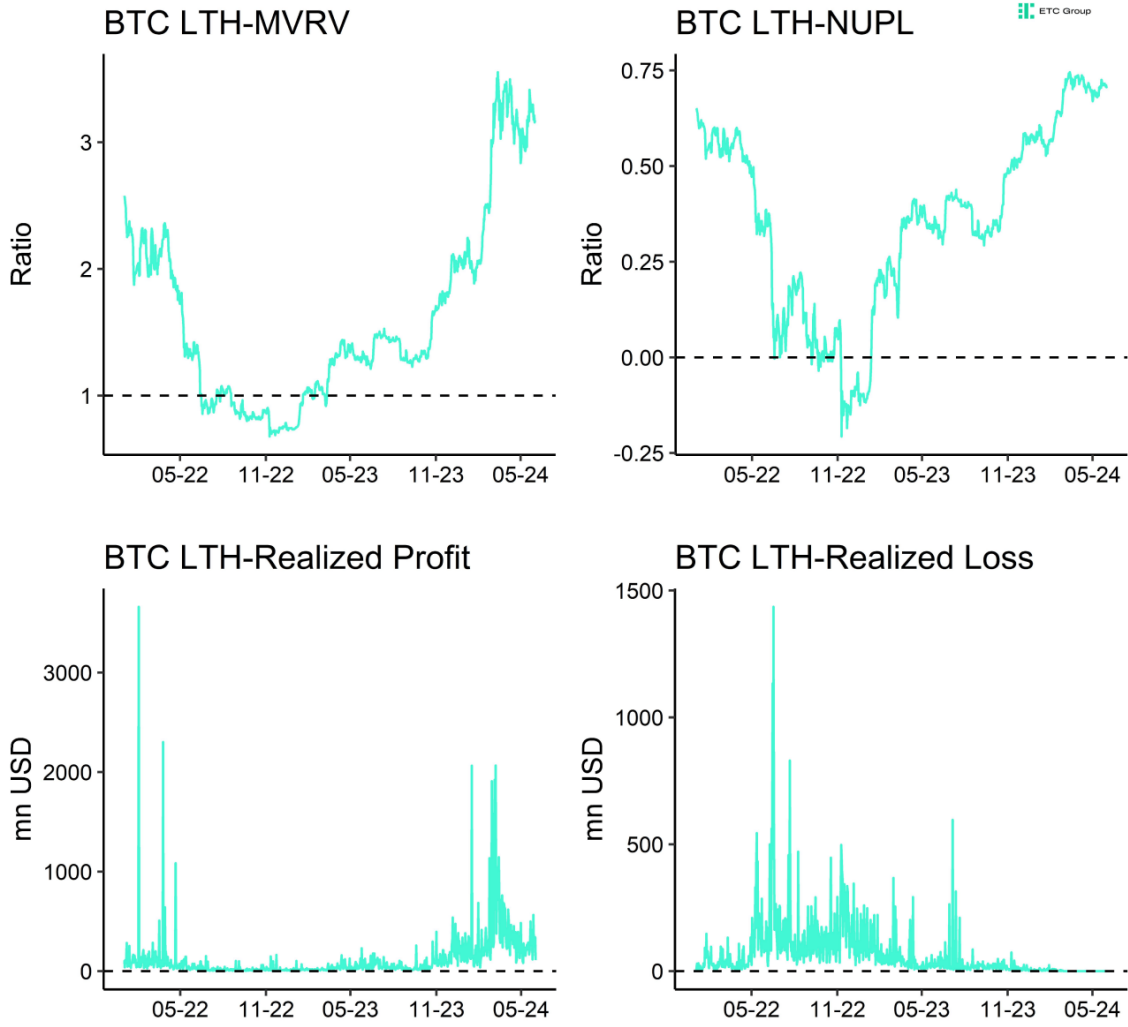 ETC Group
BTC LTH-MVRV
Ratio
3
2
1
05-22 11-22 05-23 11-23 05-24
BTC LTH-NUPL
Ratio
0.75
0.50
0.25
0.00
-0.25
05-22 11-22 05-23 11-23 05-24
BTC LTH-Realized Profit
mn USD
3000
2000
1000
0
05-22 11-22 05-23 11-23 05-24
BTC LTH-Realized Loss
mn USD
1500
1000
500
0
05-22 11-22 05-23 11-23 05-24